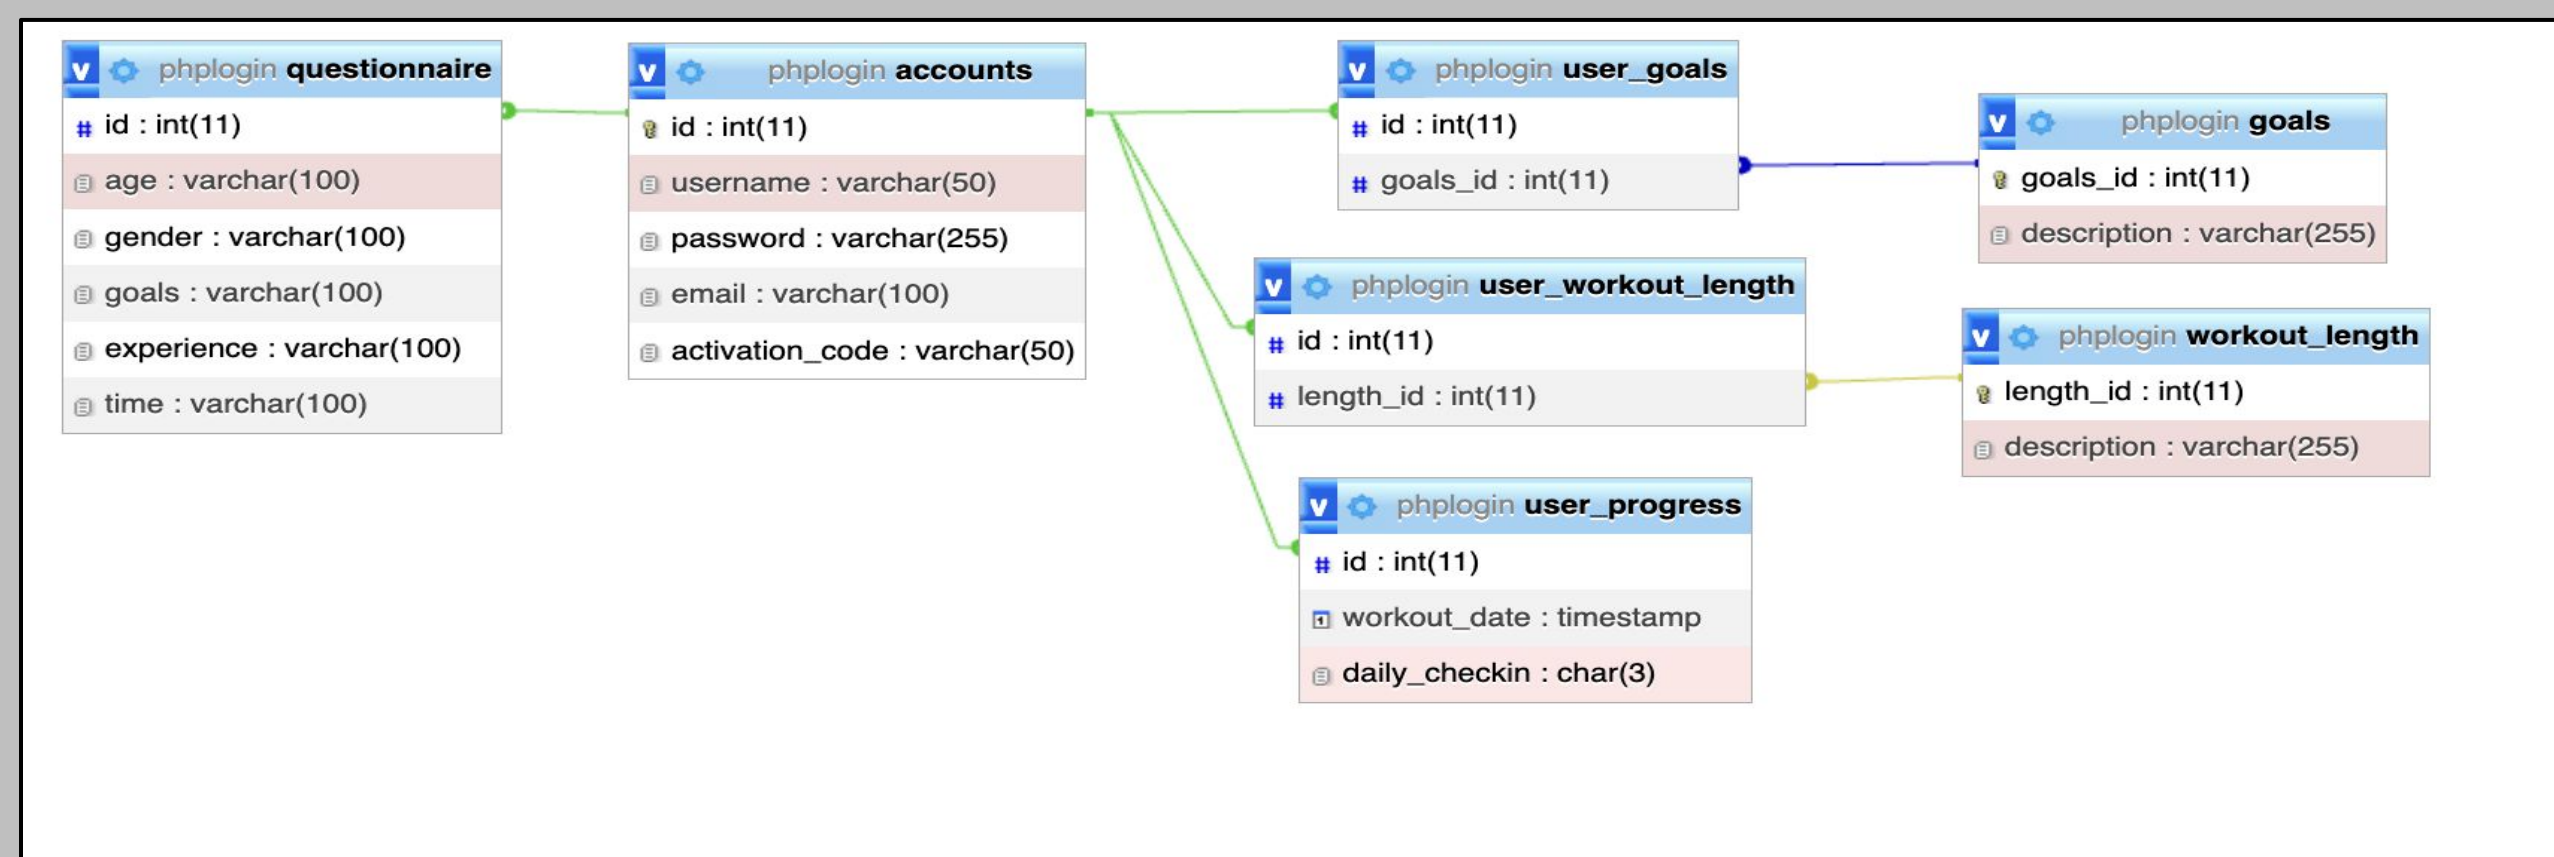 v phplogin questionnaire
# id : int(11)
age : varchar(100)
gender : varchar(100)
goals : varchar(100)
experience : varchar(100)
time : varchar(100)
v phplogin accounts
id : int(11)
username : varchar(50)
password : varchar(255)
email : varchar(100)
activation_code : varchar(50)
v phplogin user_goals
# id : int(11)
# goals_id : int(11)
v phplogin goals
goals_id : int(11)
description : varchar(255)
v phplogin user_workout_length
# id : int(11)
# length_id : int(11)
v phplogin workout_length
length_id : int(11)
description : varchar(255)
v phplogin user_progress
# id : int(11)
workout_date : timestamp
daily_checkin : char(3)